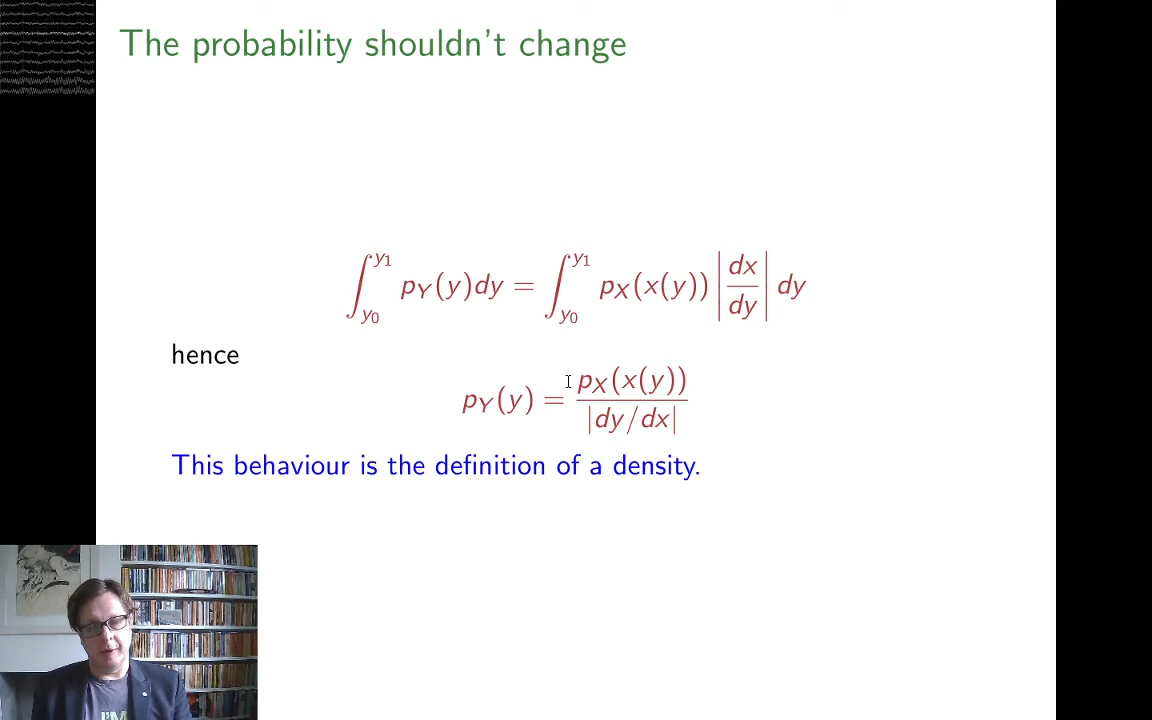 The probability shouldn't change
∫_{y₀}^{y₁} p_Y(y)dy = ∫_{y₀}^{y₁} p_X(x(y)) |dx/dy| dy
hence
p_Y(y) = p_X(x(y)) / |dy/dx|
This behaviour is the definition of a density.
I'M